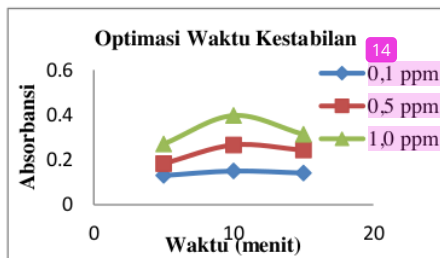 Optimasi Waktu Kestabilan
14
0.6
0.4
0.2
0
Absorbansi
0,1 ppm
0,5 ppm
1,0 ppm
0
10
20
Waktu (menit)